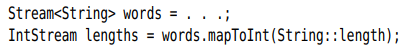 Stream<String> words = . . .;
IntStream lengths = words.mapToInt(String::length);